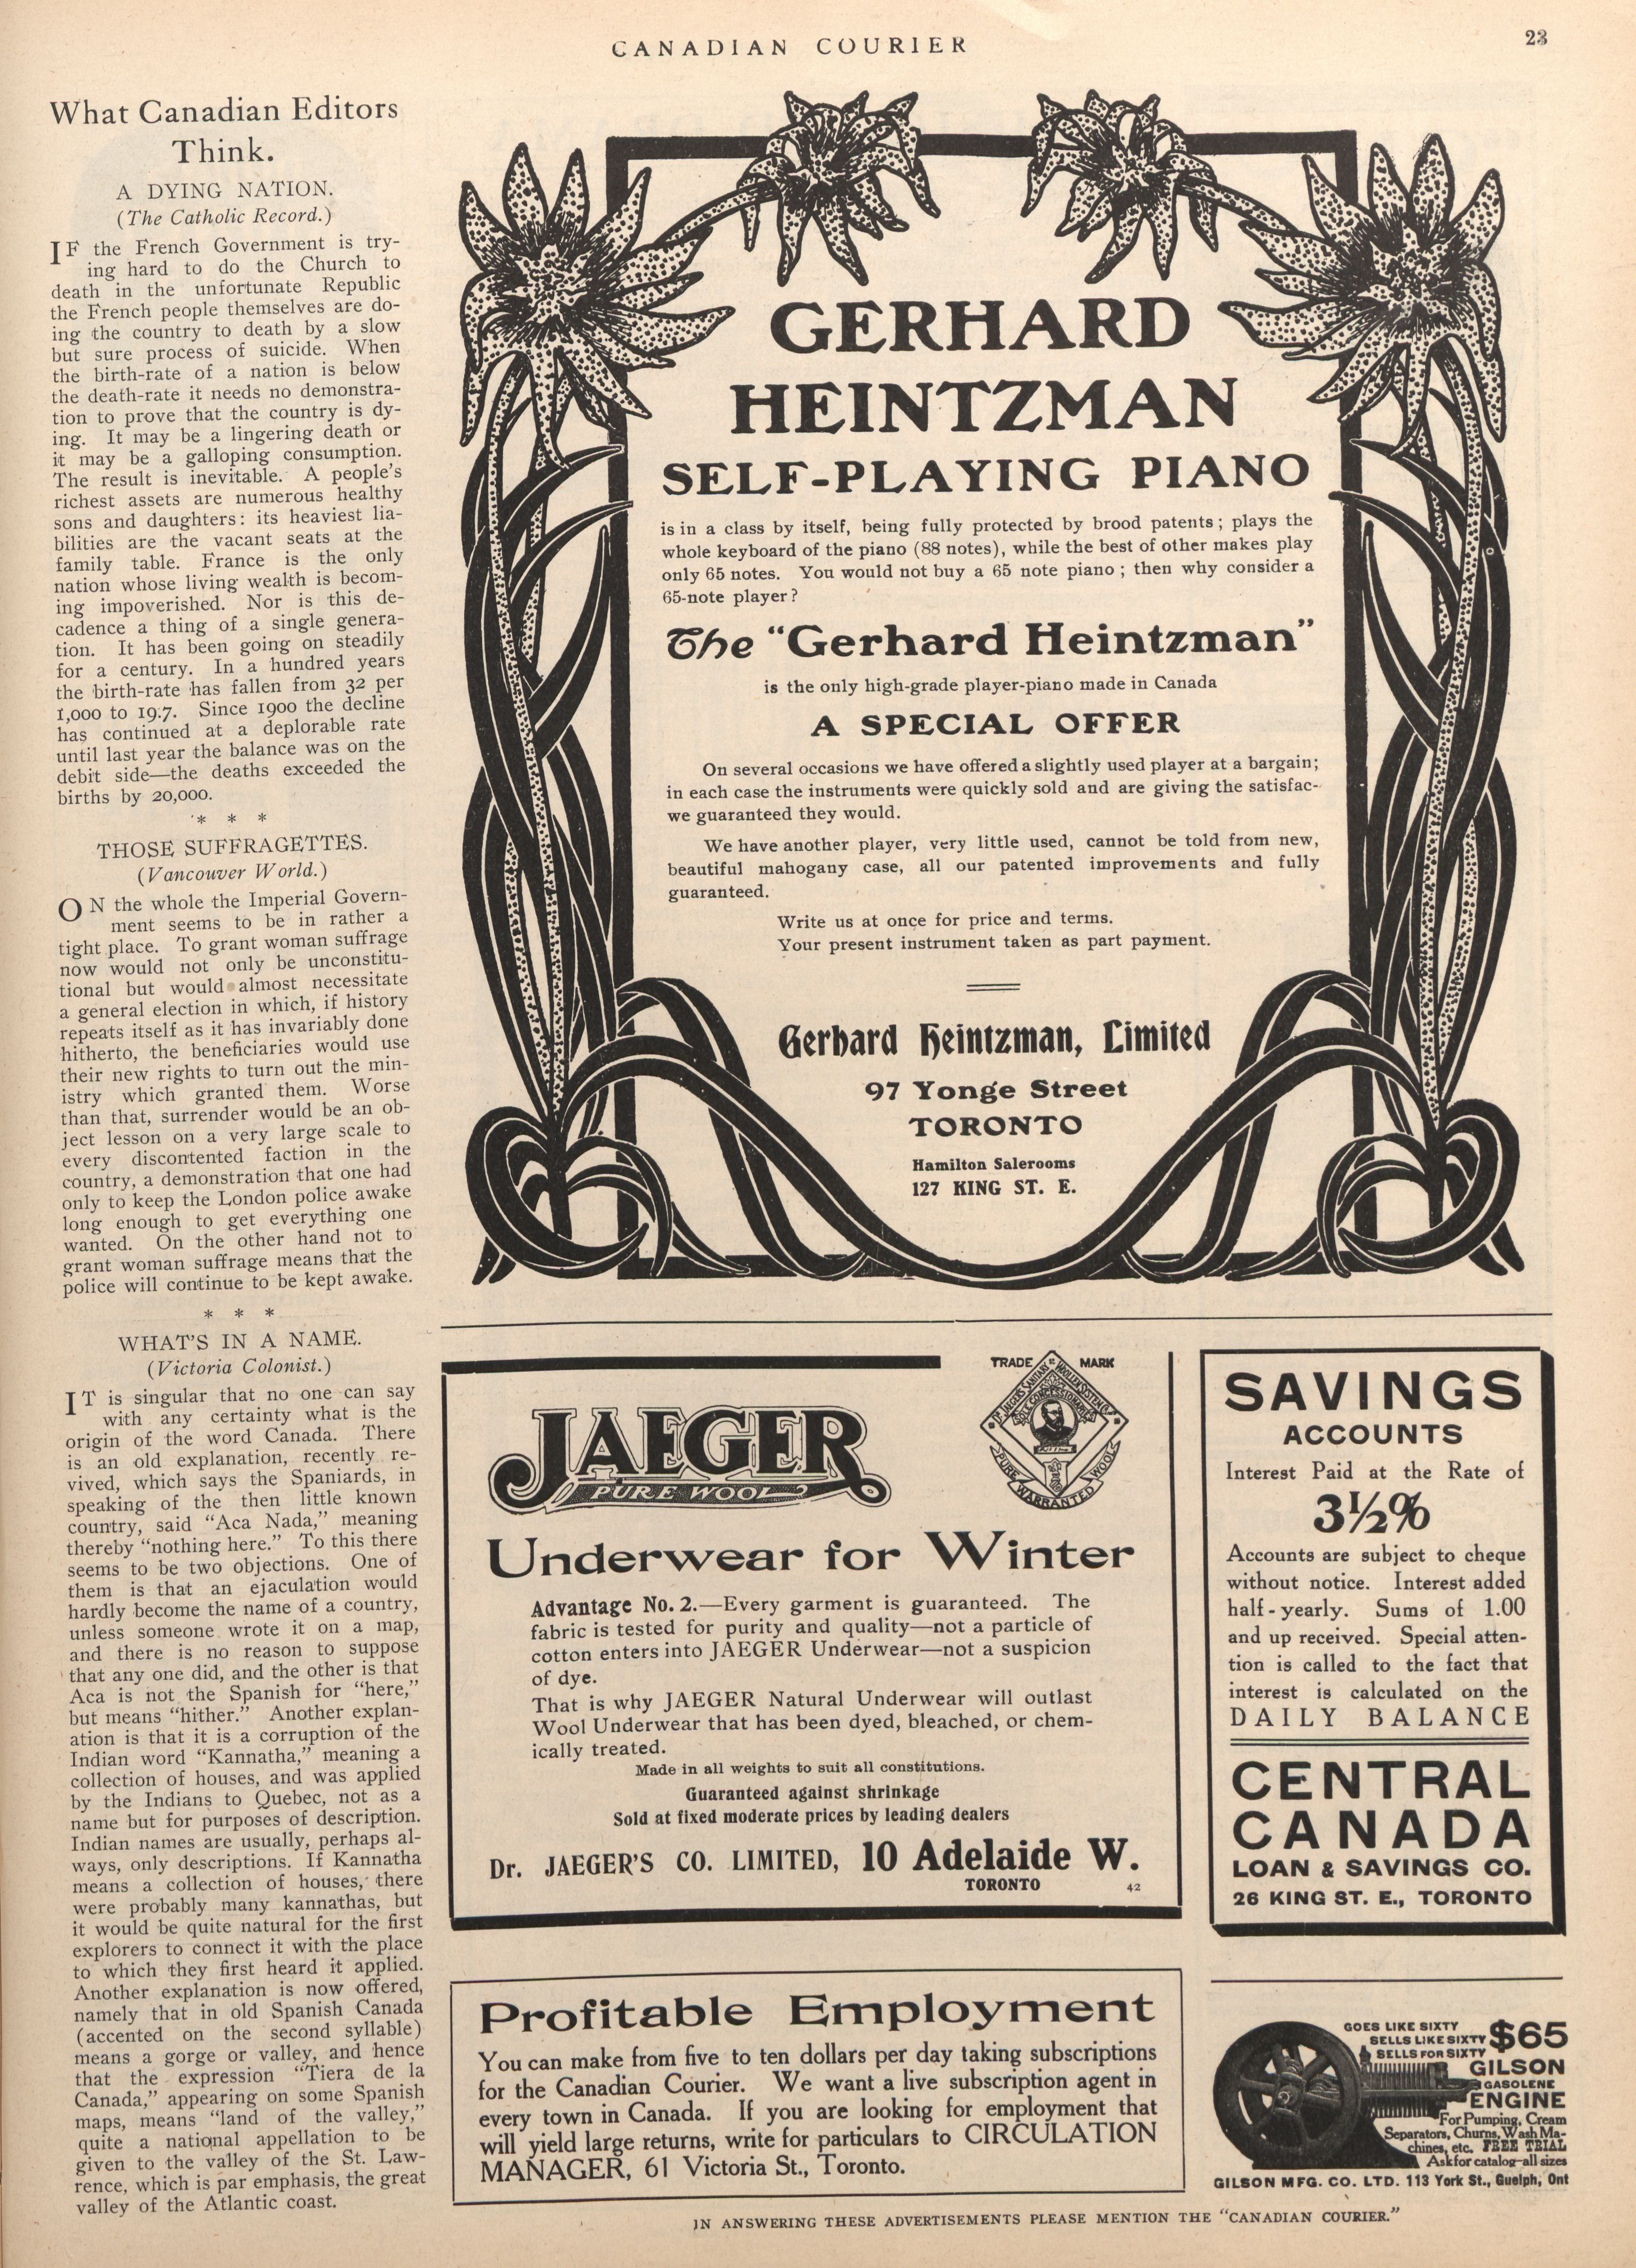 CANADIAN COURIER
23
What Canadian Editors
Think.
A DYING NATION.
(The Catholic Record.)
IF the French Government is try-
ing hard to do the Church to
death in the unfortunate Republic
the French people themselves are do-
ing the country to death by a slow
but sure process of suicide. When
the birth-rate of a nation is below
the death-rate it needs no demonstra-
tion to prove that the country is dy-
ing. It may be a lingering death or
it may be a galloping consumption.
The result is inevitable. A people's
richest assets are numerous healthy
sons and daughters: its heaviest lia-
bilities are the vacant seats at the
family table. France is the only
nation whose living wealth is becom-
ing impoverished. Nor is this de-
cadence a thing of a single genera-
tion. It has been going on steadily
for a century. In a hundred years
the birth-rate has fallen from 32 per
1,000 to 19.7. Since 1900 the decline
has continued at a deplorable rate
until last year the balance was on the
debit side—the deaths exceeded the
births by 20,000.
* * *
THOSE SUFFRAGETTES.
(Vancouver World.)
ON the whole the Imperial Govern-
ment seems to be in rather a
tight place. To grant woman suffrage
now would not only be unconstitu-
tional but would almost necessitate
a general election in which, if history
repeats itself as it has invariably done
hitherto, the beneficiaries would use
their new rights to turn out the min-
istry which granted them. Worse
than that, surrender would be an ob-
ject lesson on a very large scale to
every discontented faction in the
country, a demonstration that one had
only to keep the London police awake
long enough to get everything one
wanted. On the other hand not to
grant woman suffrage means that the
police will continue to be kept awake.
* * *
WHAT'S IN A NAME.
(Victoria Colonist.)
IT is singular that no one can say
with any certainty what is the
origin of the word Canada. There
is an old explanation, recently re-
vived, which says the Spaniards, in
speaking of the then little known
country, said "Aca Nada," meaning
thereby "nothing here." To this there
seems to be two objections. One of
them is that an ejaculation would
hardly become the name of a country,
unless someone wrote it on a map,
and there is no reason to suppose
that any one did, and the other is that
Aca is not the Spanish for "here,"
but means "hither." Another explan-
ation is that it is a corruption of the
Indian word "Kannatha," meaning a
collection of houses, and was applied
by the Indians to Quebec, not as a
name but for purposes of description.
Indian names are usually, perhaps al-
ways, only descriptions. If Kannatha
means a collection of houses, there
were probably many kannathas, but
it would be quite natural for the first
explorers to connect it with the place
to which they first heard it applied.
Another explanation is now offered,
namely that in old Spanish Canada
(accented on the second syllable)
means a gorge or valley, and hence
that the expression "Tiera de la
Canada," appearing on some Spanish
maps, means "land of the valley,"
quite a national appellation to be
given to the valley of the St. Law-
rence, which is par emphasis, the great
valley of the Atlantic coast.
GERHARD
HEINTZMAN
SELF-PLAYING PIANO
is in a class by itself, being fully protected by brood patents; plays the
whole keyboard of the piano (88 notes), while the best of other makes play
only 65 notes. You would not buy a 65 note piano; then why consider a
65-note player?
The "Gerhard Heintzman"
is the only high-grade player-piano made in Canada
A SPECIAL OFFER
On several occasions we have offered a slightly used player at a bargain;
in each case the instruments were quickly sold and are giving the satisfac-
we guaranteed they would.
We have another player, very little used, cannot be told from new,
beautiful mahogany case, all our patented improvements and fully
guaranteed.
Write us at once for price and terms.
Your present instrument taken as part payment.
Gerhard Heintzman, Limited
97 Yonge Street
TORONTO
Hamilton Salerooms
127 KING ST. E.
JAEGER
PURE WOOL
TRADE MARK
DR JAEGER'S SANITARY WOOLLEN SYSTEM Co Ld
SOLE CONCESSIONAIRES
PURE WOOL
WARRANTED
Underwear for Winter
Advantage No. 2.—Every garment is guaranteed. The
fabric is tested for purity and quality—not a particle of
cotton enters into JAEGER Underwear—not a suspicion
of dye.
That is why JAEGER Natural Underwear will outlast
Wool Underwear that has been dyed, bleached, or chem-
ically treated.
Made in all weights to suit all constitutions.
Guaranteed against shrinkage
Sold at fixed moderate prices by leading dealers
Dr. JAEGER'S CO. LIMITED, 10 Adelaide W.
TORONTO
42
SAVINGS
ACCOUNTS
Interest Paid at the Rate of
3½%
Accounts are subject to cheque
without notice. Interest added
half-yearly. Sums of 1.00
and up received. Special atten-
tion is called to the fact that
interest is calculated on the
DAILY BALANCE
CENTRAL
CANADA
LOAN & SAVINGS CO.
26 KING ST. E., TORONTO
Profitable Employment
You can make from five to ten dollars per day taking subscriptions
for the Canadian Courier. We want a live subscription agent in
every town in Canada. If you are looking for employment that
will yield large returns, write for particulars to CIRCULATION
MANAGER, 61 Victoria St., Toronto.
GOES LIKE SIXTY
SELLS LIKE SIXTY
SELLS FOR SIXTY
$65
GILSON
GASOLENE
ENGINE
For Pumping, Cream
Separators, Churns, Wash Ma-
chines, etc. FREE TRIAL
Ask for catalog-all sizes
GILSON MFG. CO. LTD. 113 York St., Guelph, Ont
IN ANSWERING THESE ADVERTISEMENTS PLEASE MENTION THE "CANADIAN COURIER."